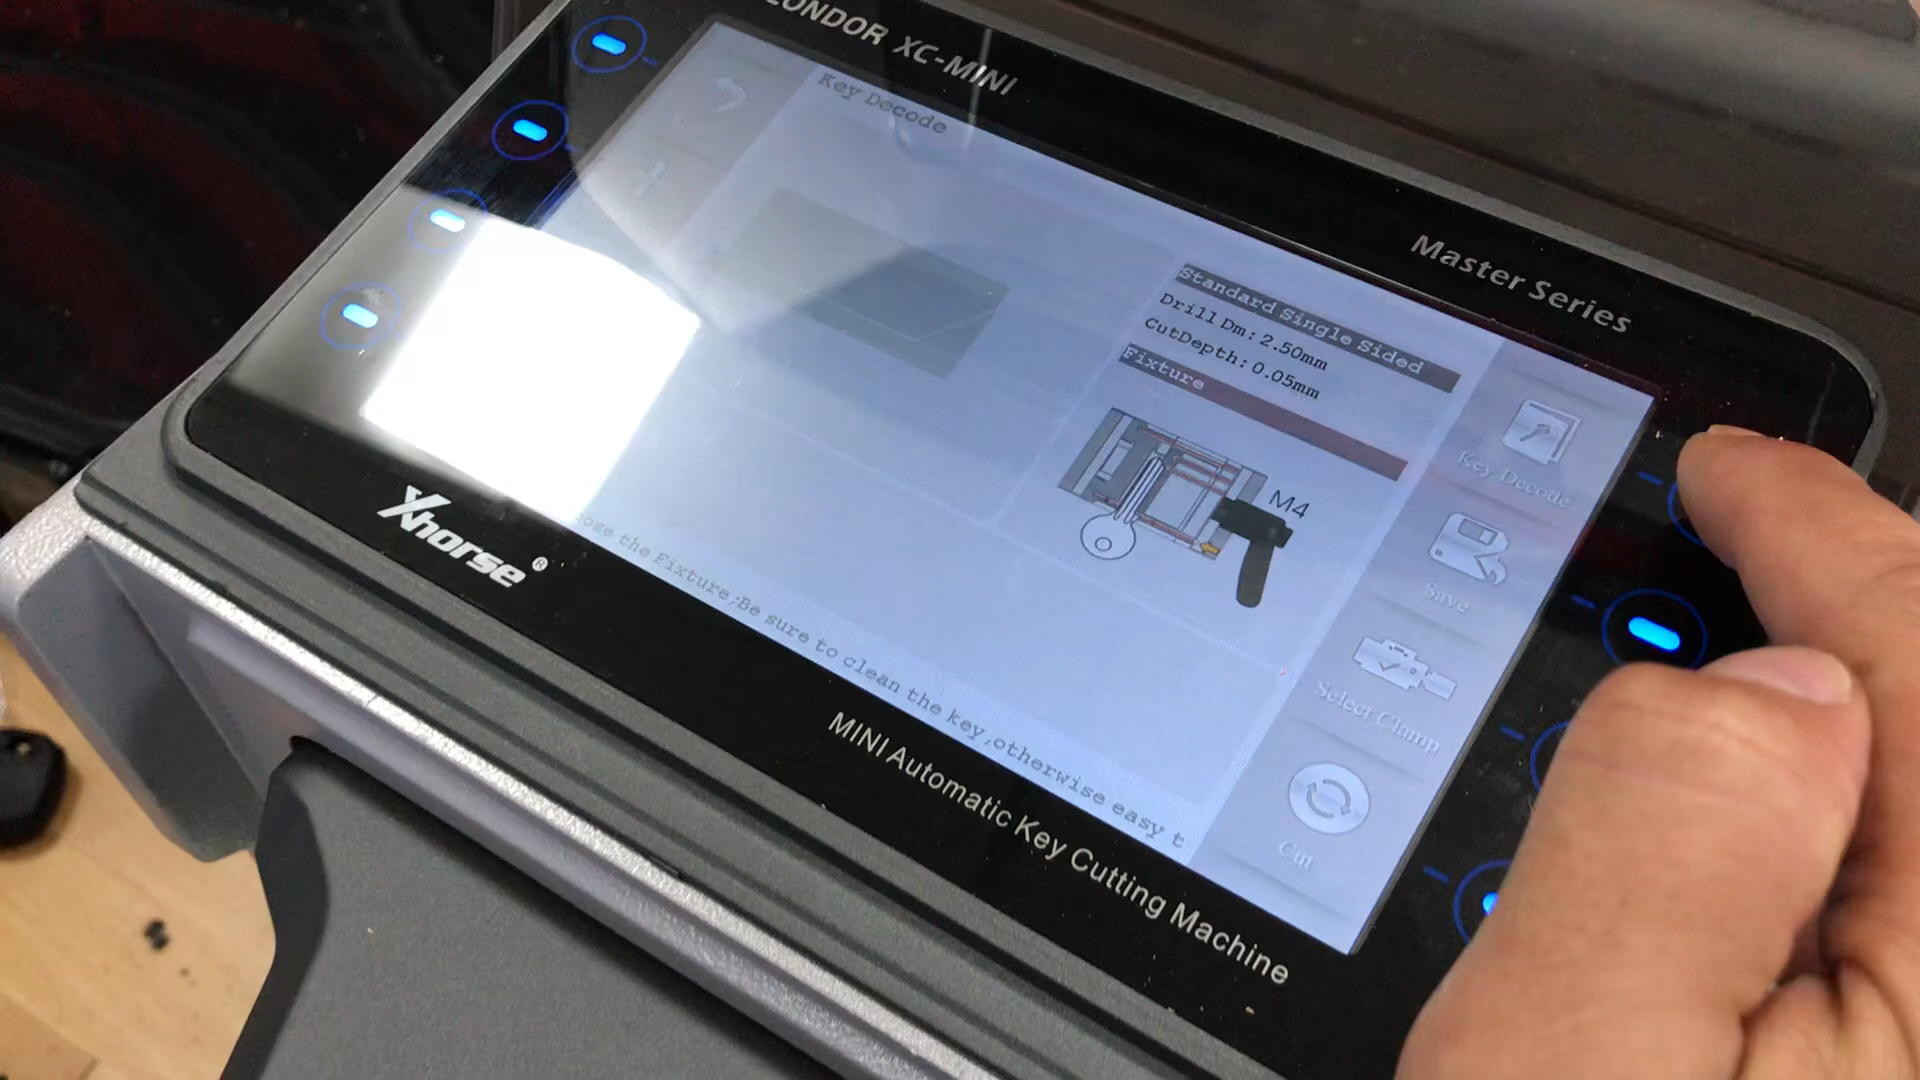 CONDOR XC-MINI
Master Series
Key Decode
Standard Single Sided
Drill Dm: 2.50mm
CutDepth: 0.05mm
Fixture
M4
Key Decode
Save
Select Clamp
Cut
the Fixture;Be sure to clean the key,otherwise easy t
Xhorse®
MINI Automatic Key Cutting Machine